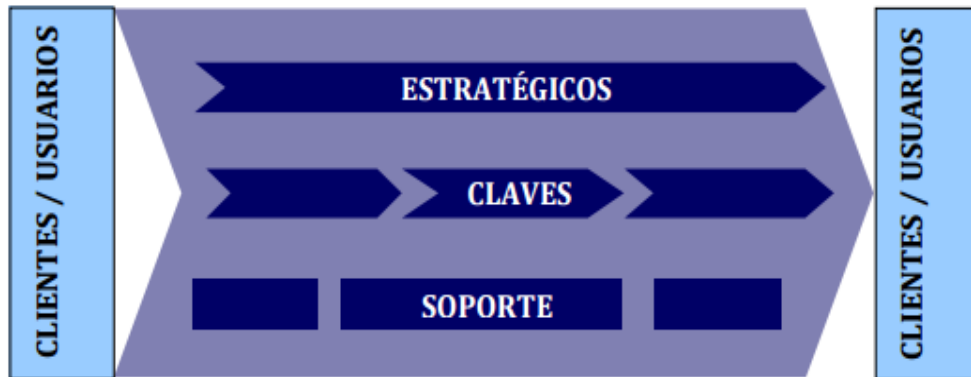 CLIENTES / USUARIOS
ESTRATÉGICOS
CLAVES
SOPORTE
CLIENTES / USUARIOS